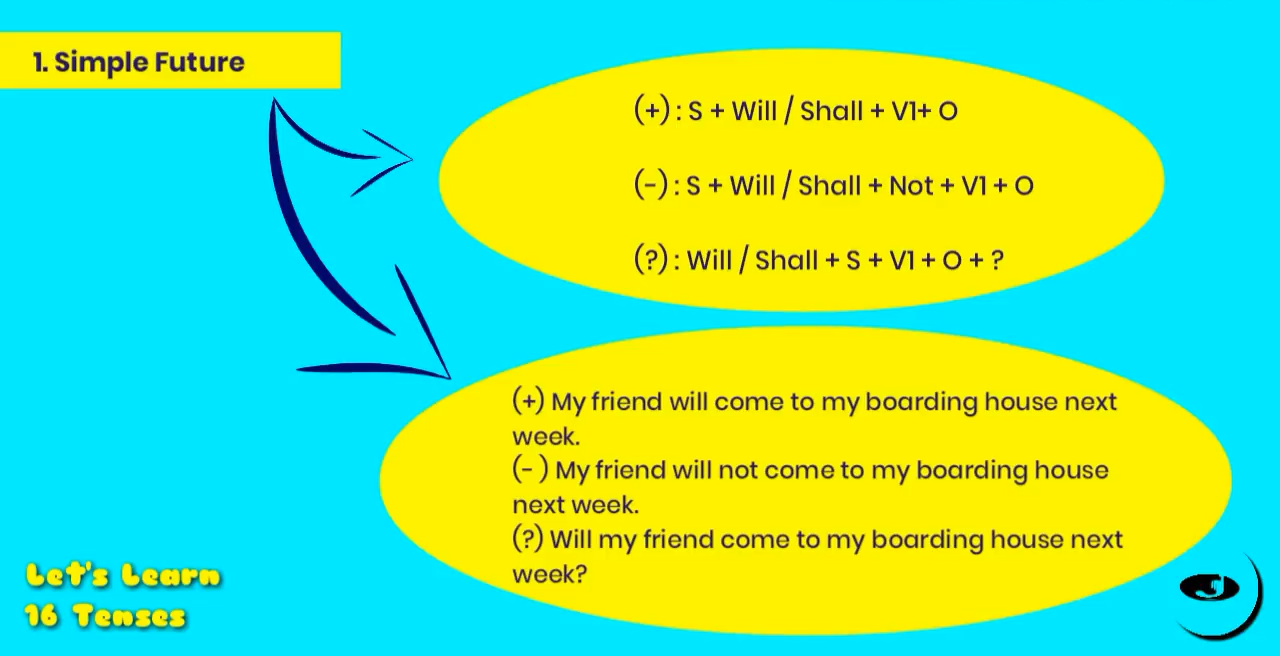 1. Simple Future
(+) : S + Will / Shall + V1+ O
(-) : S + Will / Shall + Not + V1 + O
(?) : Will / Shall + S + V1 + O + ?
(+) My friend will come to my boarding house next
week.
(- ) My friend will not come to my boarding house
next week.
(?) Will my friend come to my boarding house next
week?
Let's Learn
16 Tenses